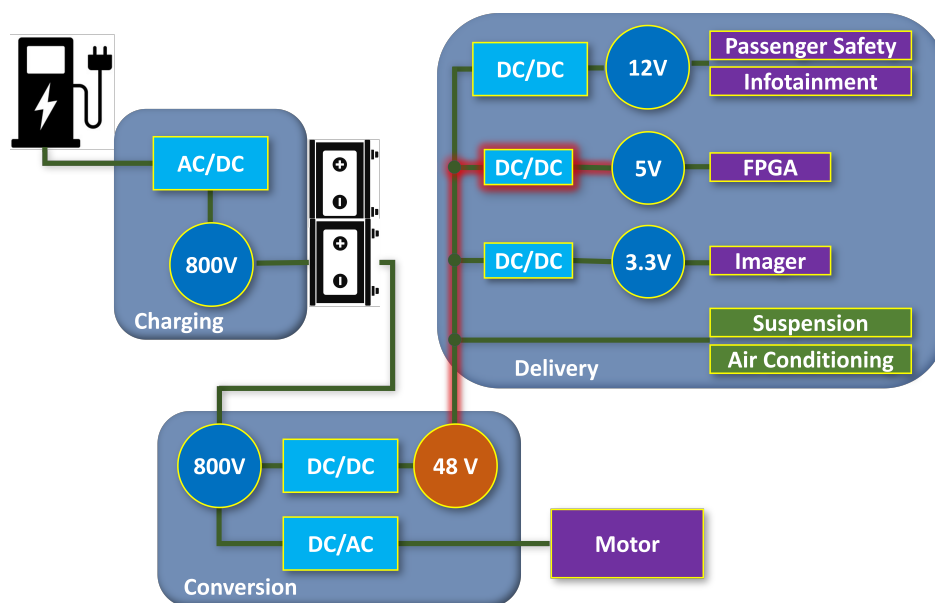 AC/DC
800V
Charging
DC/DC
12V
Passenger Safety
Infotainment
DC/DC
5V
FPGA
DC/DC
3.3V
Imager
Suspension
Air Conditioning
Delivery
800V
DC/DC
48 V
DC/AC
Motor
Conversion